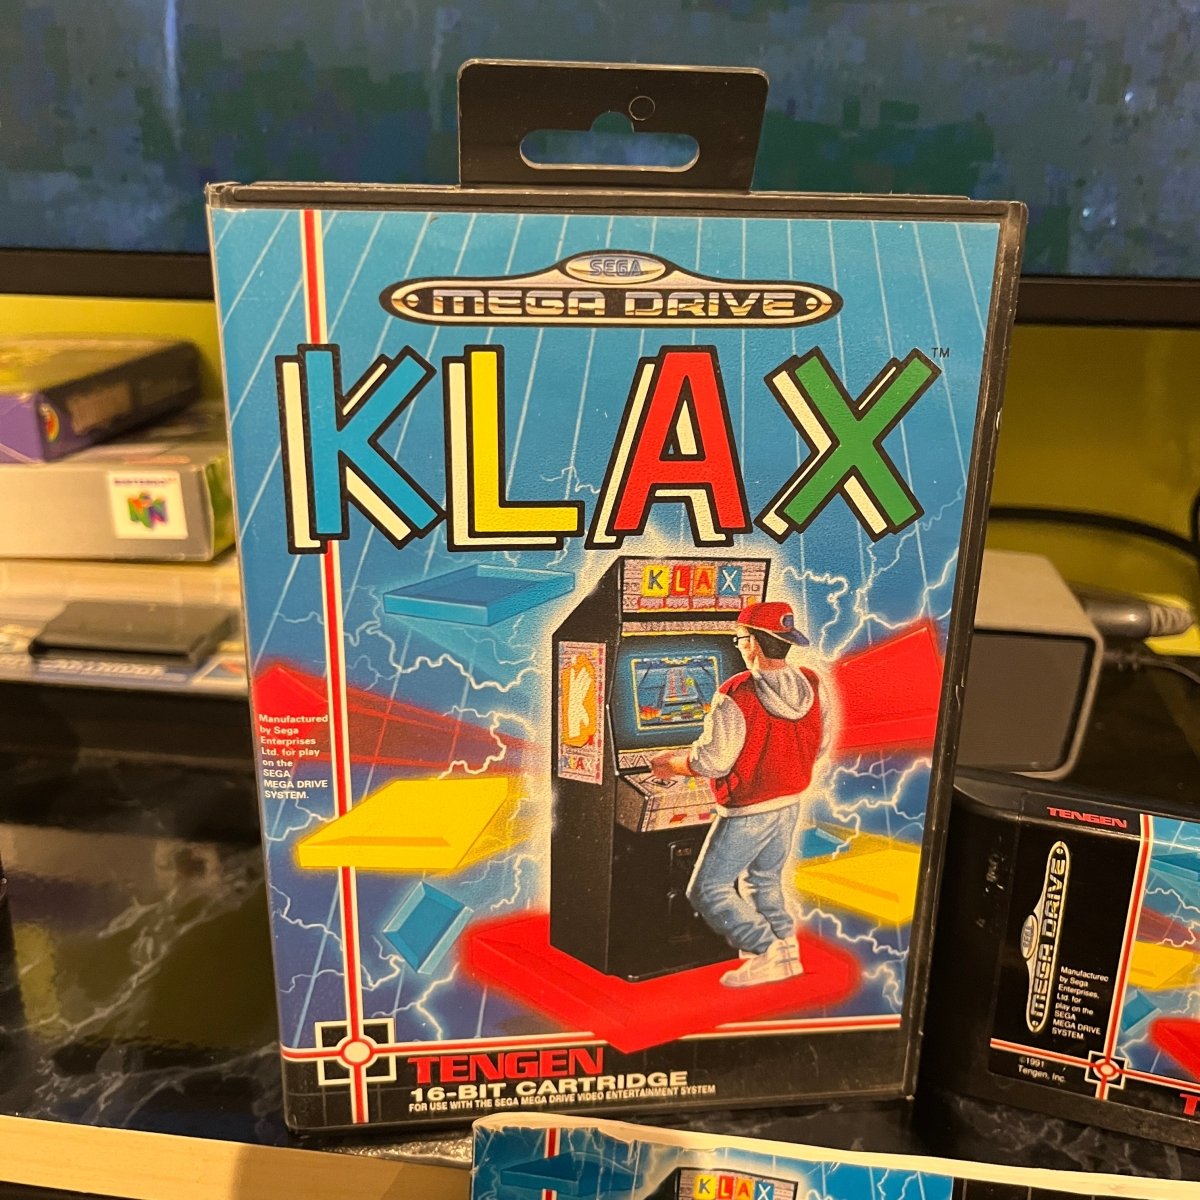 SEGA
MEGA DRIVE
KLAX™
KLAX
K
KLAX
Manufactured
by Sega
Enterprises
Ltd. for play
on the
SEGA
MEGA DRIVE
SYSTEM.
TENGEN
16-BIT CARTRIDGE
FOR USE WITH THE SEGA MEGA DRIVE VIDEO ENTERTAINMENT SYSTEM
TENGEN
MEGA DRIVE
Manufactured
by Sega
Enterprises,
Ltd. for
play on the
SEGA
MEGA DRIVE
SYSTEM.
©1991
Tengen, Inc.
KLAX